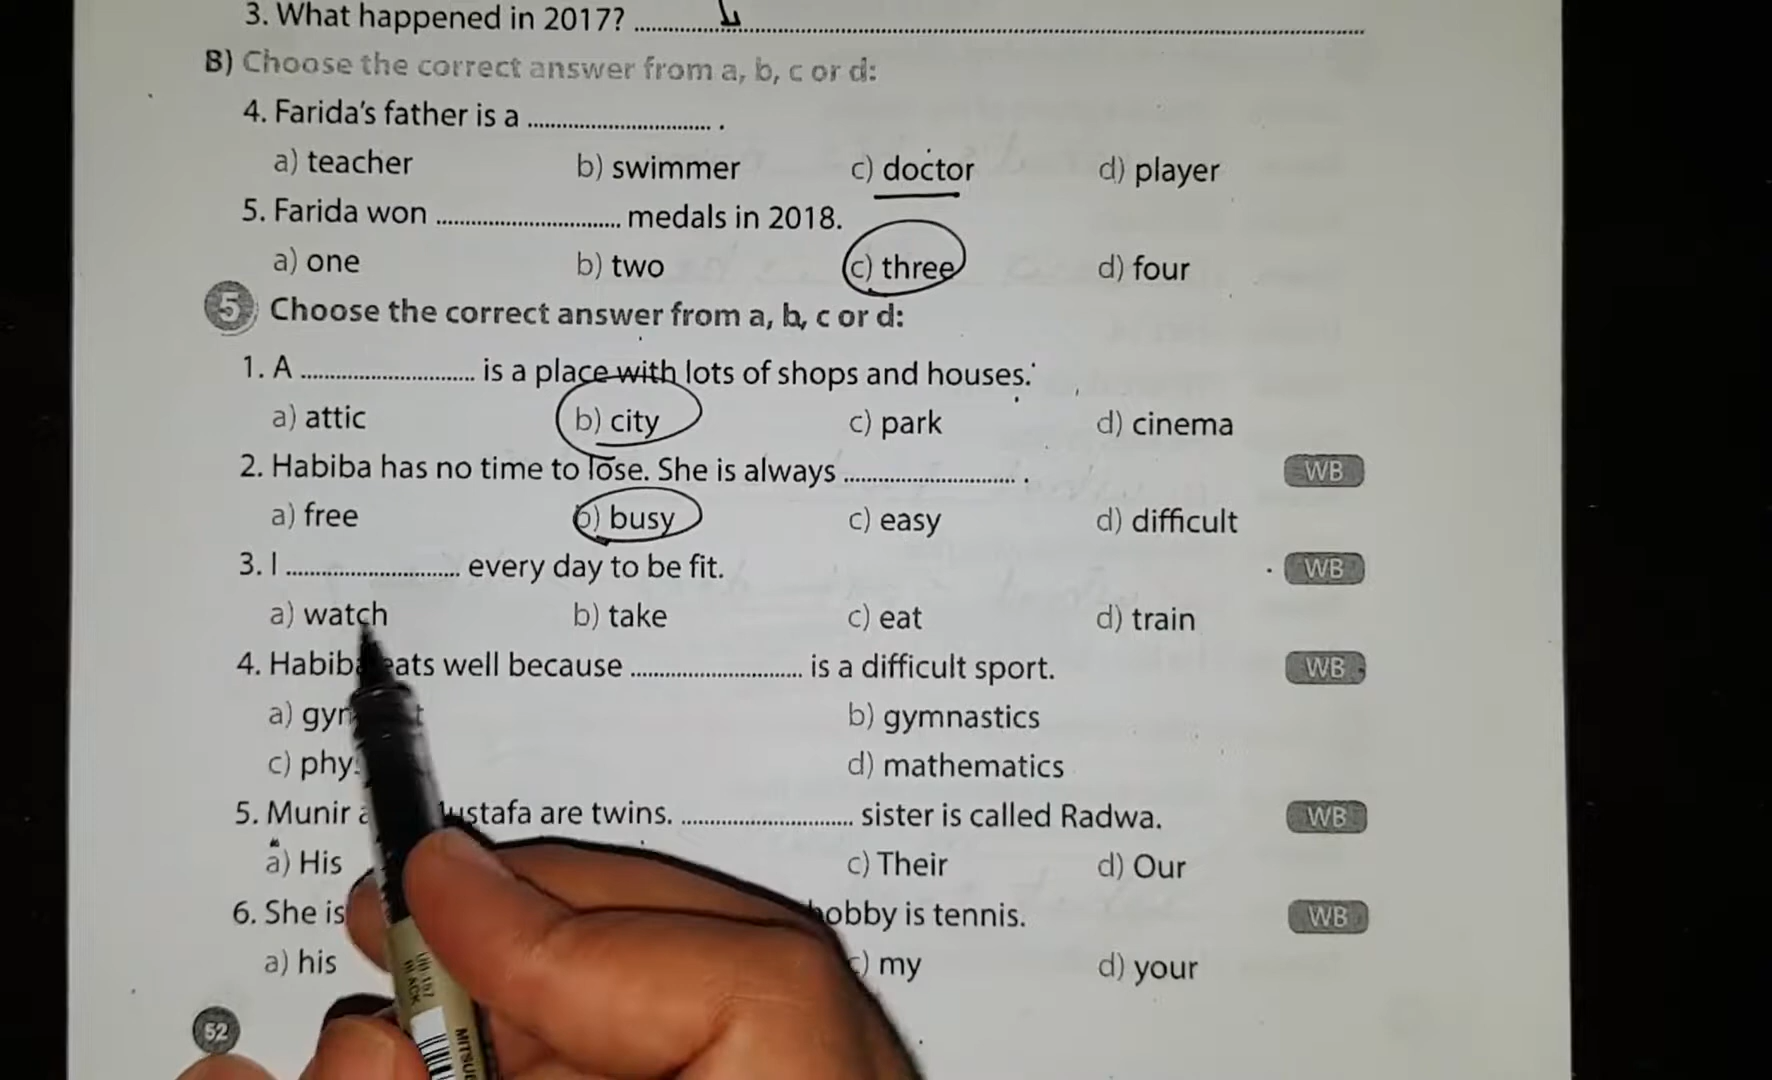 3. What happened in 2017? ........................
B) Choose the correct answer from a, b, c or d:
4. Farida's father is a ........................ .
a) teacher b) swimmer c) doctor d) player
5. Farida won ........................ medals in 2018.
a) one b) two c) three d) four
5 Choose the correct answer from a, b, c or d:
1. A ........................ is a place with lots of shops and houses.
a) attic b) city c) park d) cinema
2. Habiba has no time to lose. She is always ........................ . WB
a) free b) busy c) easy d) difficult
3. I ........................ every day to be fit. WB
a) watch b) take c) eat d) train
4. Habiba eats well because ........................ is a difficult sport. WB
a) b) gymnastics
c) d) mathematics
5. Munir are twins. ........................ sister is called Radwa. WB
a) His c) Their d) Our
6. She is hobby is tennis. WB
a) his c) my d) your
52